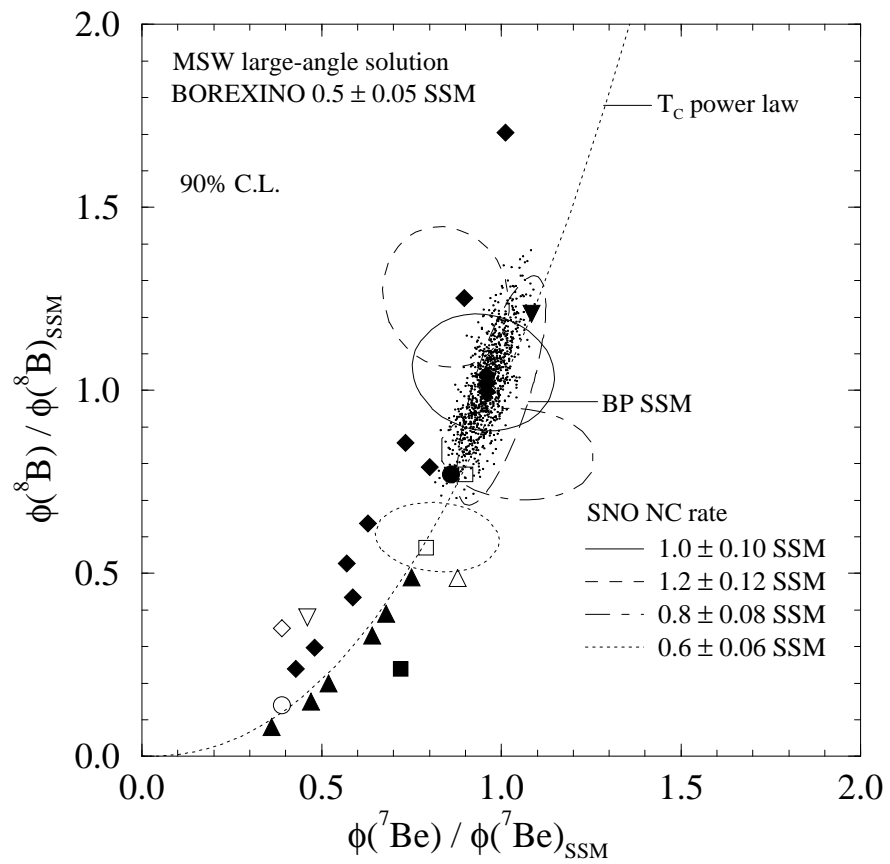 2.0
MSW large-angle solution
BOREXINO 0.5 ± 0.05 SSM
T_C power law
90% C.L.
1.5
ϕ(⁸B) / ϕ(⁸B)_SSM
1.0
BP SSM
SNO NC rate
1.0 ± 0.10 SSM
0.5
1.2 ± 0.12 SSM
0.8 ± 0.08 SSM
0.6 ± 0.06 SSM
0.0
0.0 0.5 1.0 1.5 2.0
ϕ(⁷Be) / ϕ(⁷Be)_SSM